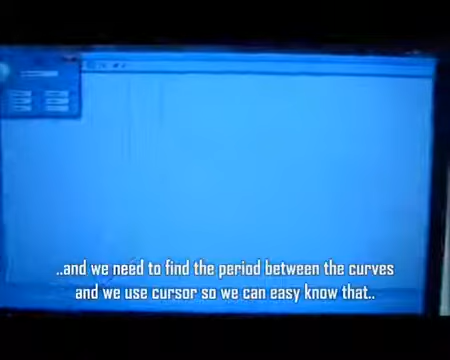 ..and we need to find the period between the curves
and we use cursor so we can easy know that..